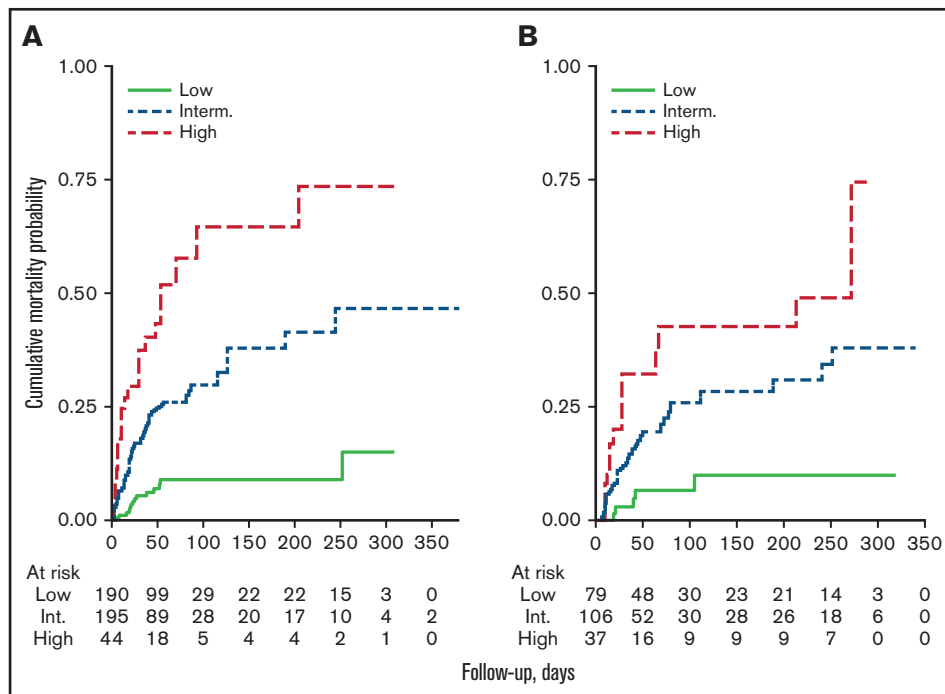 A
1.00
0.75
0.50
0.25
0.00
Cumulative mortality probability
Low
Interm.
High
0 50 100 150 200 250 300 350
At risk
Low 190 99 29 22 22 15 3 0
Int. 195 89 28 20 17 10 4 2
High 44 18 5 4 4 2 1 0
B
1.00
0.75
0.50
0.25
0.00
Low
Interm.
High
0 50 100 150 200 250 300 350
At risk
Low 79 48 30 23 21 14 3 0
Int. 106 52 30 28 26 18 6 0
High 37 16 9 9 9 7 0 0
Follow-up, days